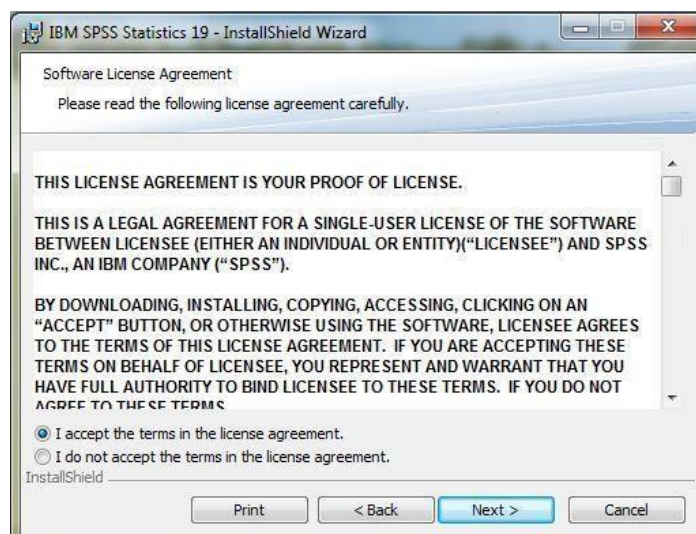 IBM SPSS Statistics 19 - InstallShield Wizard
Software License Agreement
Please read the following license agreement carefully.
THIS LICENSE AGREEMENT IS YOUR PROOF OF LICENSE.
THIS IS A LEGAL AGREEMENT FOR A SINGLE-USER LICENSE OF THE SOFTWARE
BETWEEN LICENSEE (EITHER AN INDIVIDUAL OR ENTITY)(“LICENSEE”) AND SPSS
INC., AN IBM COMPANY (“SPSS”).
BY DOWNLOADING, INSTALLING, COPYING, ACCESSING, CLICKING ON AN
“ACCEPT” BUTTON, OR OTHERWISE USING THE SOFTWARE, LICENSEE AGREES
TO THE TERMS OF THIS LICENSE AGREEMENT.  IF YOU ARE ACCEPTING THESE
TERMS ON BEHALF OF LICENSEE, YOU REPRESENT AND WARRANT THAT YOU
HAVE FULL AUTHORITY TO BIND LICENSEE TO THESE TERMS.  IF YOU DO NOT
AGREE TO THESE TERMS
I accept the terms in the license agreement.
I do not accept the terms in the license agreement.
InstallShield
Print < Back Next > Cancel